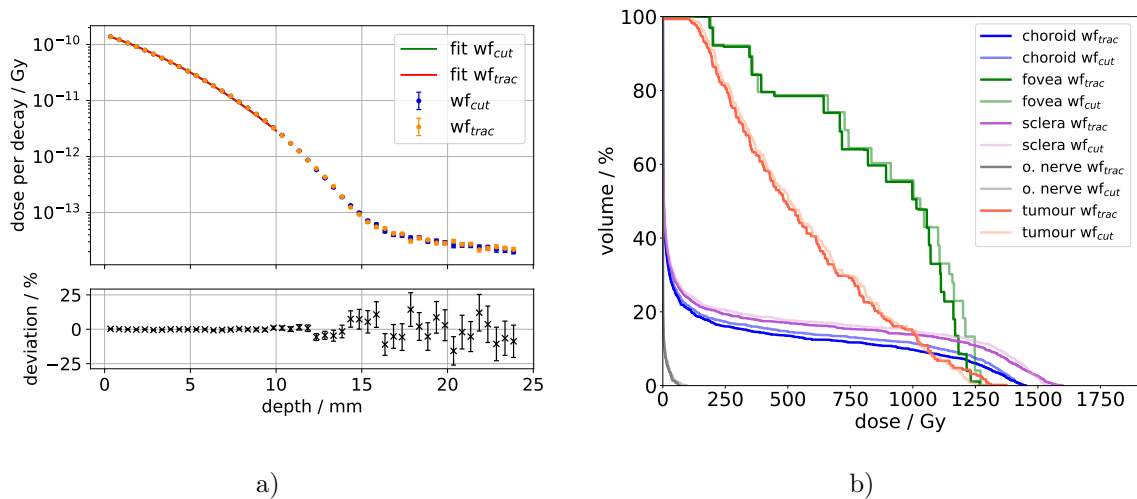 dose per decay / Gy
10⁻¹⁰
10⁻¹¹
10⁻¹²
10⁻¹³
fit wf_cut
fit wf_trac
wf_cut
wf_trac
deviation / %
25
0
−25
0 5 10 15 20 25
depth / mm
a)
volume / %
100
80
60
40
20
0
choroid wf_trac
choroid wf_cut
fovea wf_trac
fovea wf_cut
sclera wf_trac
sclera wf_cut
o. nerve wf_trac
o. nerve wf_cut
tumour wf_trac
tumour wf_cut
0 250 500 750 1000 1250 1500 1750
dose / Gy
b)